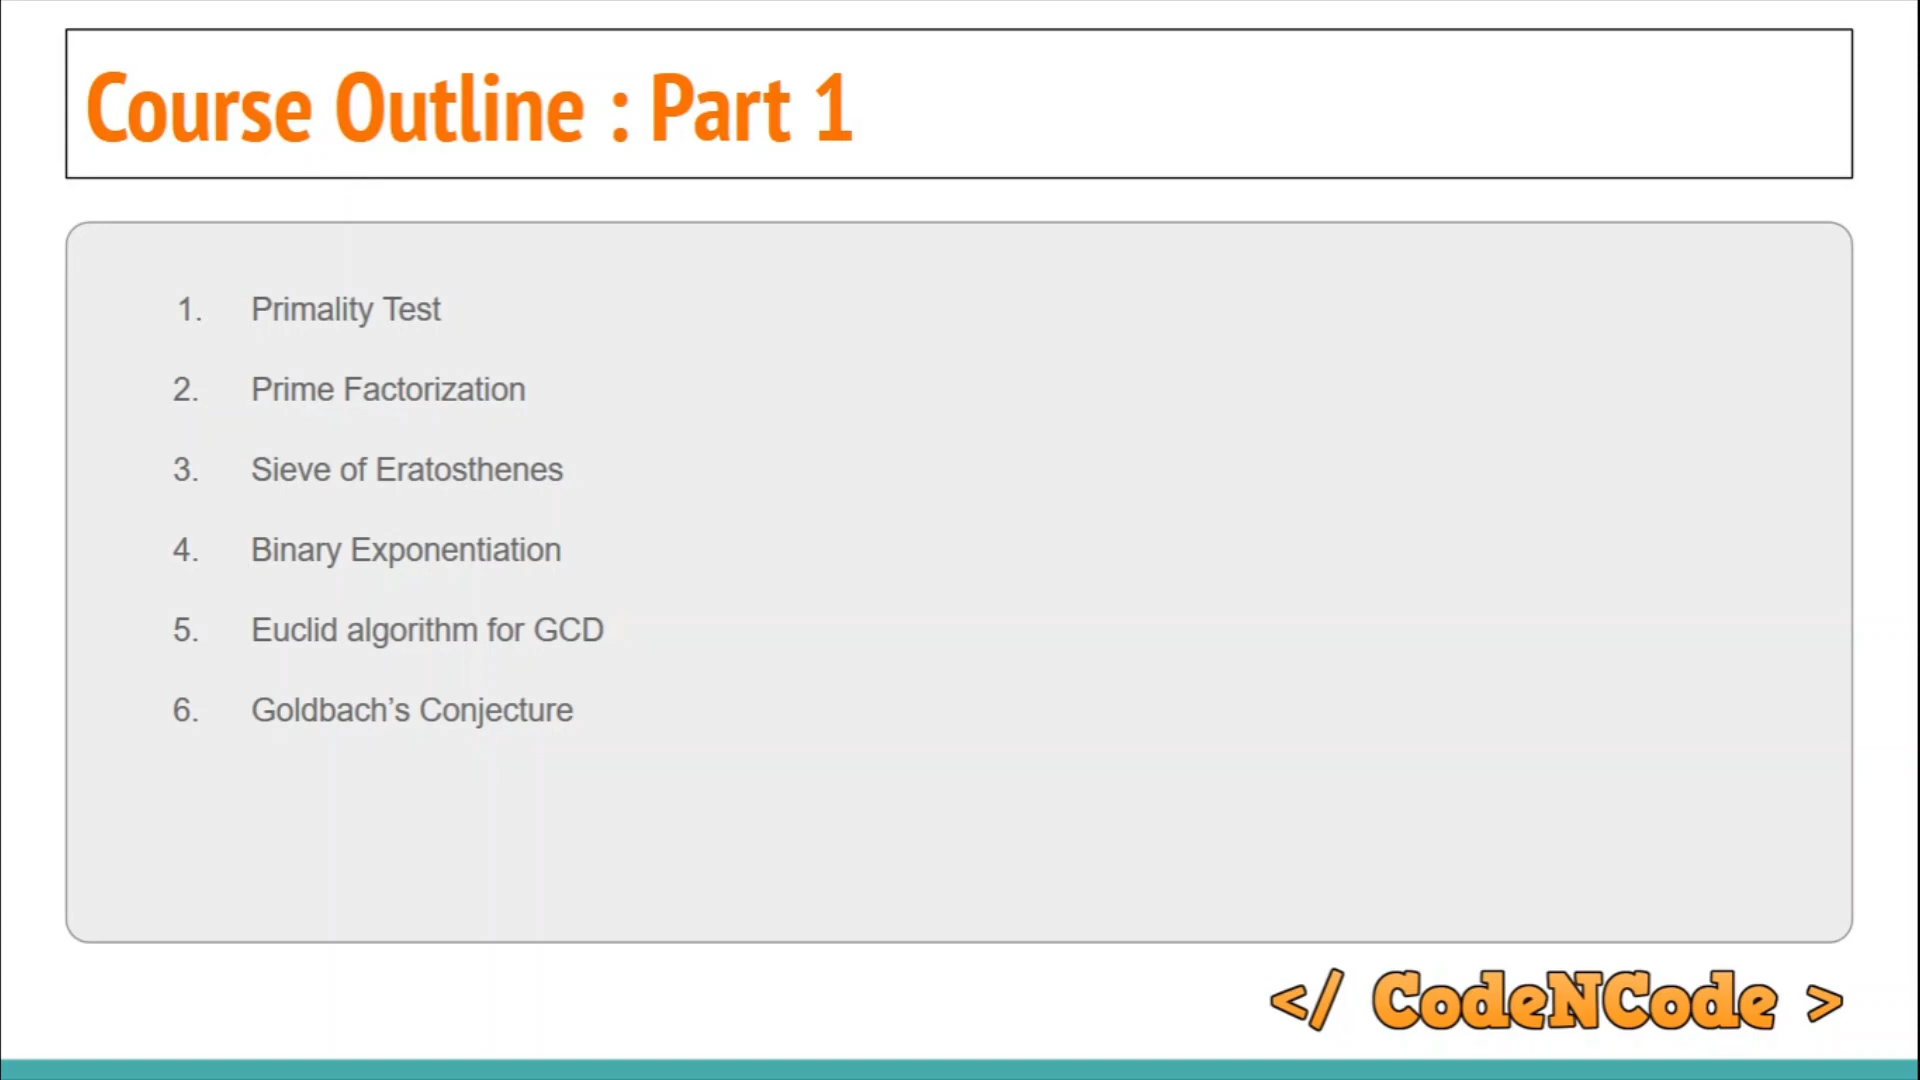 Course Outline : Part 1
1. Primality Test
2. Prime Factorization
3. Sieve of Eratosthenes
4. Binary Exponentiation
5. Euclid algorithm for GCD
6. Goldbach’s Conjecture
</ CodeNCode >